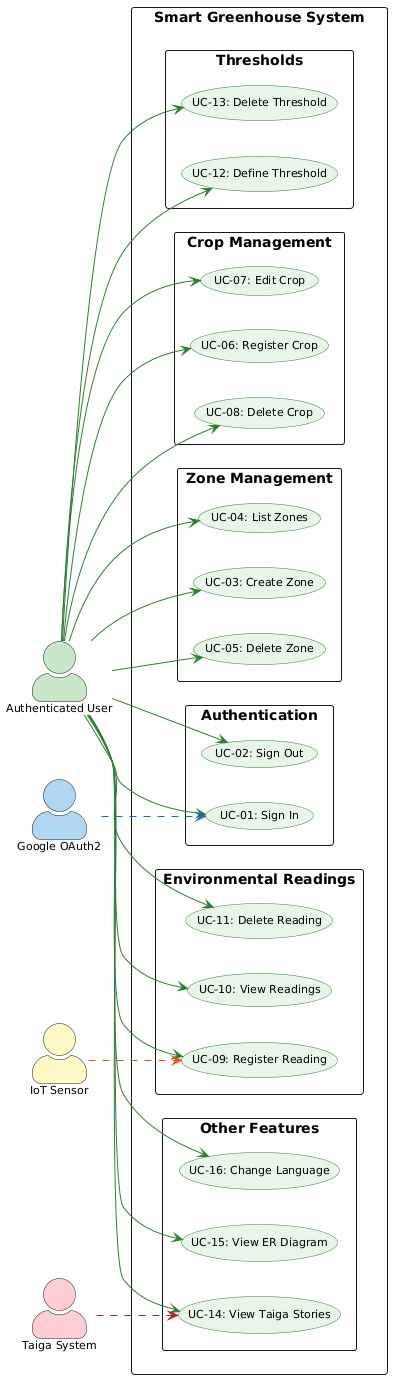 Smart Greenhouse System
Thresholds
UC-13: Delete Threshold
UC-12: Define Threshold
Crop Management
UC-07: Edit Crop
UC-06: Register Crop
UC-08: Delete Crop
Zone Management
UC-04: List Zones
UC-03: Create Zone
UC-05: Delete Zone
Authenticated User
Authentication
UC-02: Sign Out
UC-01: Sign In
Google OAuth2
Environmental Readings
UC-11: Delete Reading
UC-10: View Readings
UC-09: Register Reading
IoT Sensor
Other Features
UC-16: Change Language
UC-15: View ER Diagram
UC-14: View Taiga Stories
Taiga System